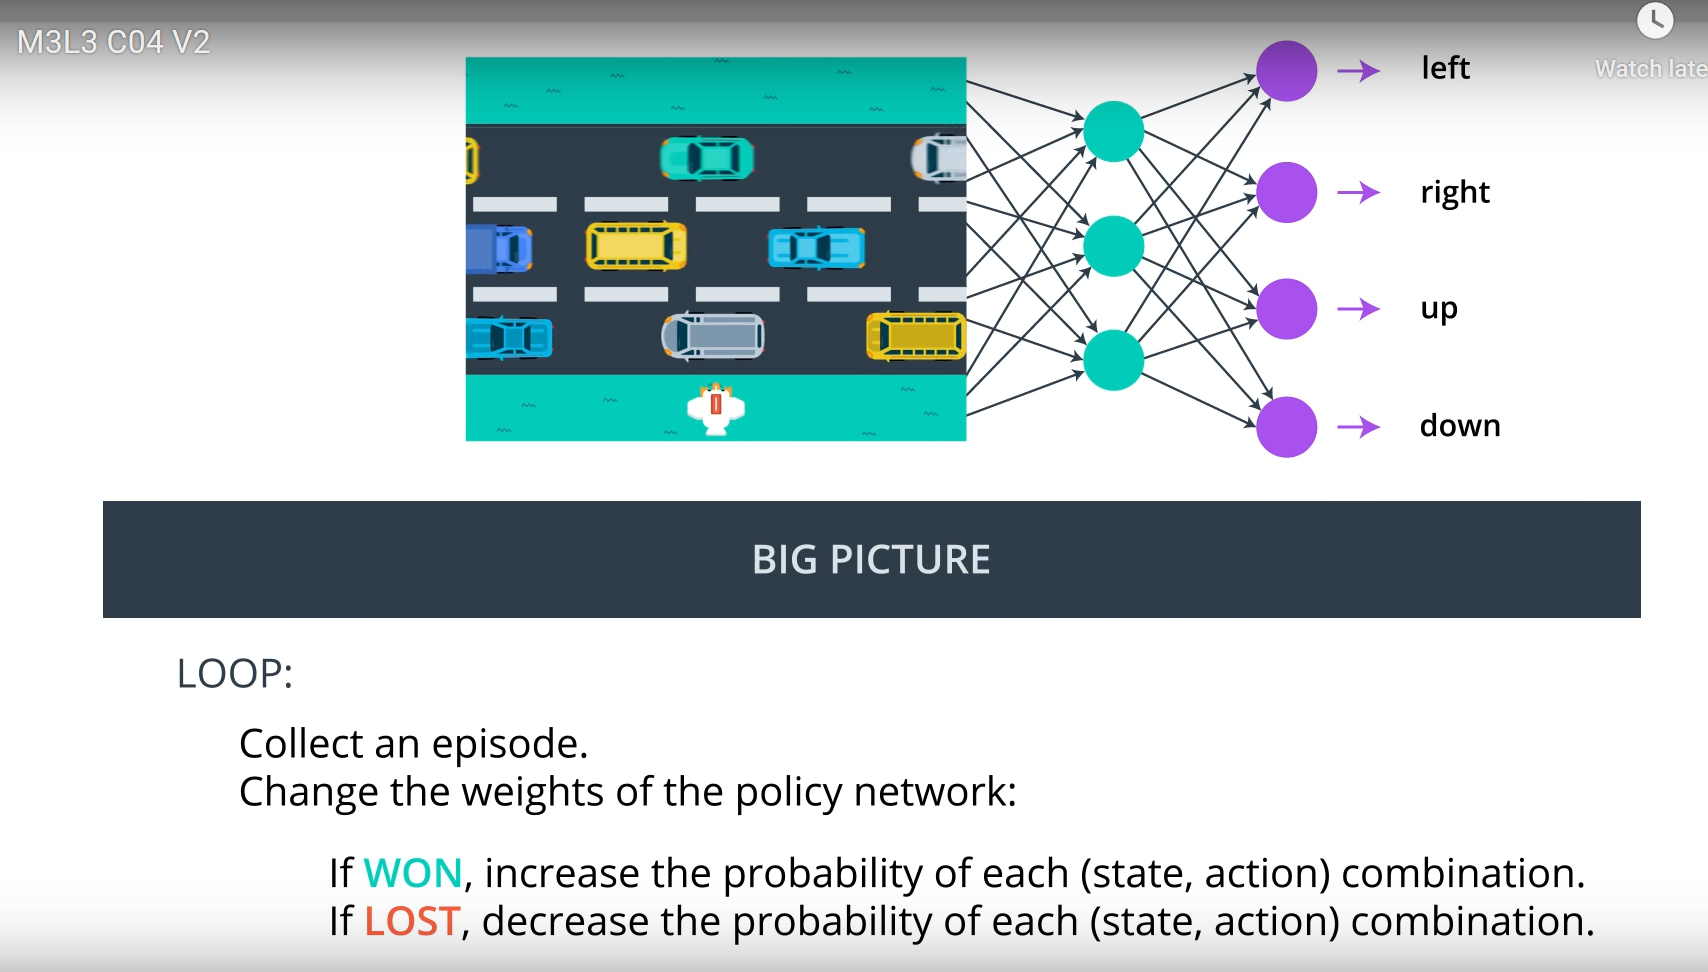 M3L3 C04 V2
Watch late
left
right
up
down
BIG PICTURE
LOOP:
Collect an episode.
Change the weights of the policy network:
If WON, increase the probability of each (state, action) combination.
If LOST, decrease the probability of each (state, action) combination.